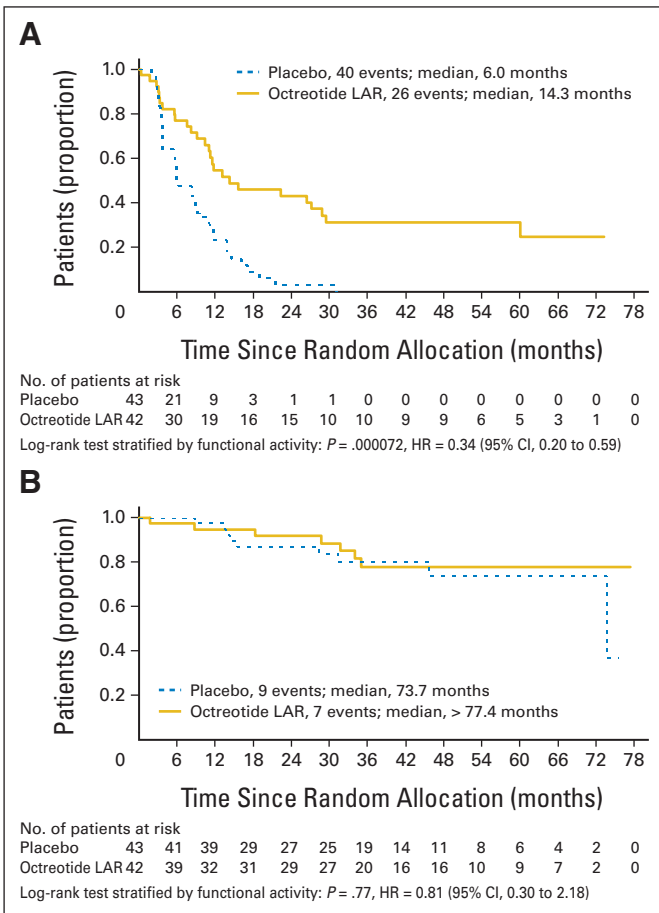 A
Placebo, 40 events; median, 6.0 months
Octreotide LAR, 26 events; median, 14.3 months
Patients (proportion)
1.0
0.8
0.6
0.4
0.2
0 6 12 18 24 30 36 42 48 54 60 66 72 78
Time Since Random Allocation (months)
No. of patients at risk
Placebo 43 21 9 3 1 1 0 0 0 0 0 0 0 0
Octreotide LAR 42 30 19 16 15 10 10 9 9 6 5 3 1 0
Log-rank test stratified by functional activity: P = .000072, HR = 0.34 (95% CI, 0.20 to 0.59)
B
Patients (proportion)
1.0
0.8
0.6
0.4
0.2
Placebo, 9 events; median, 73.7 months
Octreotide LAR, 7 events; median, > 77.4 months
0 6 12 18 24 30 36 42 48 54 60 66 72 78
Time Since Random Allocation (months)
No. of patients at risk
Placebo 43 41 39 29 27 25 19 14 11 8 6 4 2 0
Octreotide LAR 42 39 32 31 29 27 20 16 16 10 9 7 2 0
Log-rank test stratified by functional activity: P = .77, HR = 0.81 (95% CI, 0.30 to 2.18)